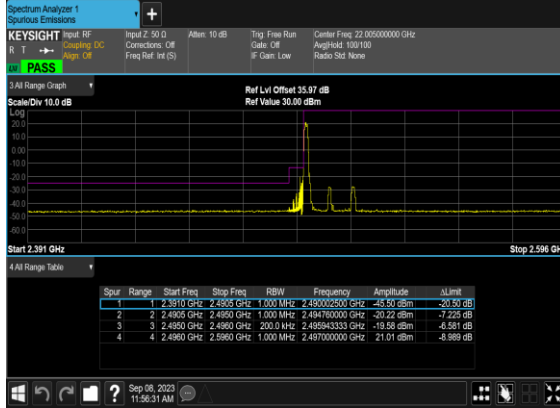 Spectrum Analyzer 1
Spurious Emissions
+
KEYSIGHT Input: RF Input Z: 50 Ω Atten: 10 dB Trig: Free Run Center Freq: 22.005000000 GHz
R T Coupling: DC Corrections: Off Gate: Off Avg|Hold: 100/100
Align: Off Freq Ref: Int (S) IF Gain: Low Radio Std: None
PASS
3 All Range Graph
Ref Lvl Offset 35.97 dB
Scale/Div 10.0 dB Ref Value 30.00 dBm
Log
20.0
10.0
0.00
-10.0
-20.0
-30.0
-40.0
-50.0
-60.0
Start 2.391 GHz Stop 2.596 GH
4 All Range Table
Spur Range Start Freq Stop Freq RBW Frequency Amplitude ΔLimit
1 1 2.3910 GHz 2.4905 GHz 1.000 MHz 2.490002500 GHz -45.50 dBm -20.50 dB
2 2 2.4905 GHz 2.4950 GHz 1.000 MHz 2.494760000 GHz -20.22 dBm -7.225 dB
3 3 2.4950 GHz 2.4960 GHz 200.0 kHz 2.495943333 GHz -19.58 dBm -6.581 dB
4 4 2.4960 GHz 2.5960 GHz 1.000 MHz 2.497000000 GHz 21.01 dBm -8.989 dB
? Sep 08, 2023
11:56:31 AM